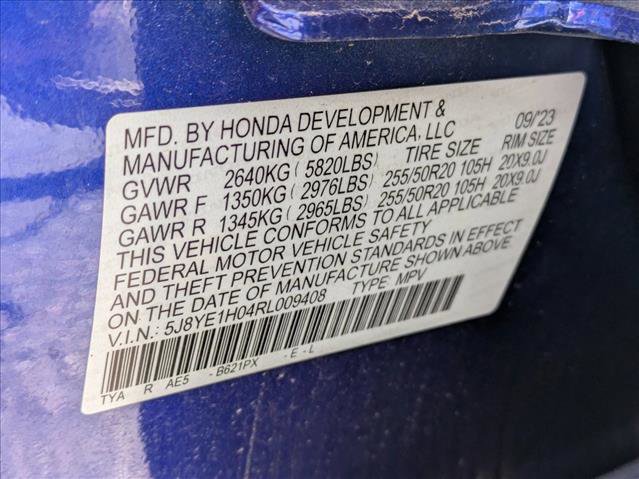 MFD. BY HONDA DEVELOPMENT &
MANUFACTURING OF AMERICA, LLC 09/'23
GVWR 2640KG (5820LBS) TIRE SIZE RIM SIZE
GAWR F 1350KG (2976LBS) 255/50R20 105H 20X9.0J
GAWR R 1345KG (2965LBS) 255/50R20 105H 20X9.0J
THIS VEHICLE CONFORMS TO ALL APPLICABLE
FEDERAL MOTOR VEHICLE SAFETY
AND THEFT PREVENTION STANDARDS IN EFFECT
ON THE DATE OF MANUFACTURE SHOWN ABOVE.
V.I.N.: 5J8YE1H04RL009408 TYPE: MPV
TYA R AE5 -B621PX -E-L